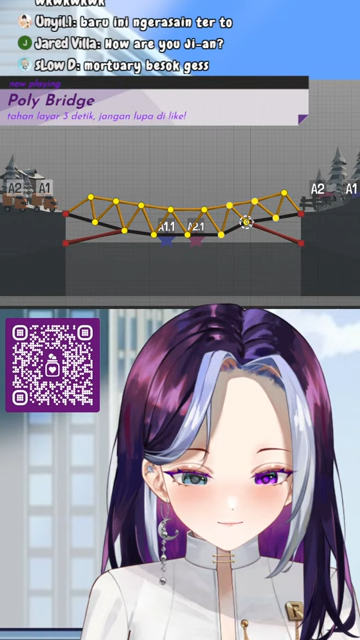 wkwkwkwk
Unyil.!: baru ini ngerasain ter to
J Jared Villa: How are you Ji-an?
sLow D: mortuary besok gess
now playing
Poly Bridge
tahan layar 3 detik, jangan lupa di like!
A2 A1
A2 A1
A1.1 A2.1